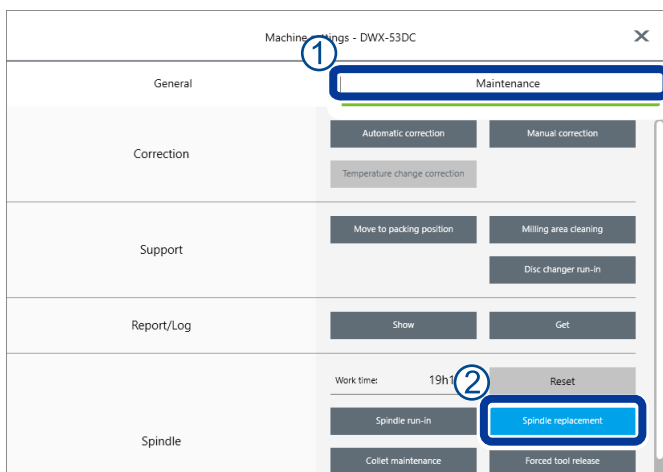 Machine settings - DWX-53DC
1
General
Maintenance
Correction
Automatic correction
Manual correction
Temperature change correction
Support
Move to packing position
Milling area cleaning
Disc changer run-in
Report/Log
Show
Get
Spindle
Work time:
19h1
2
Reset
Spindle run-in
Spindle replacement
Collet maintenance
Forced tool release